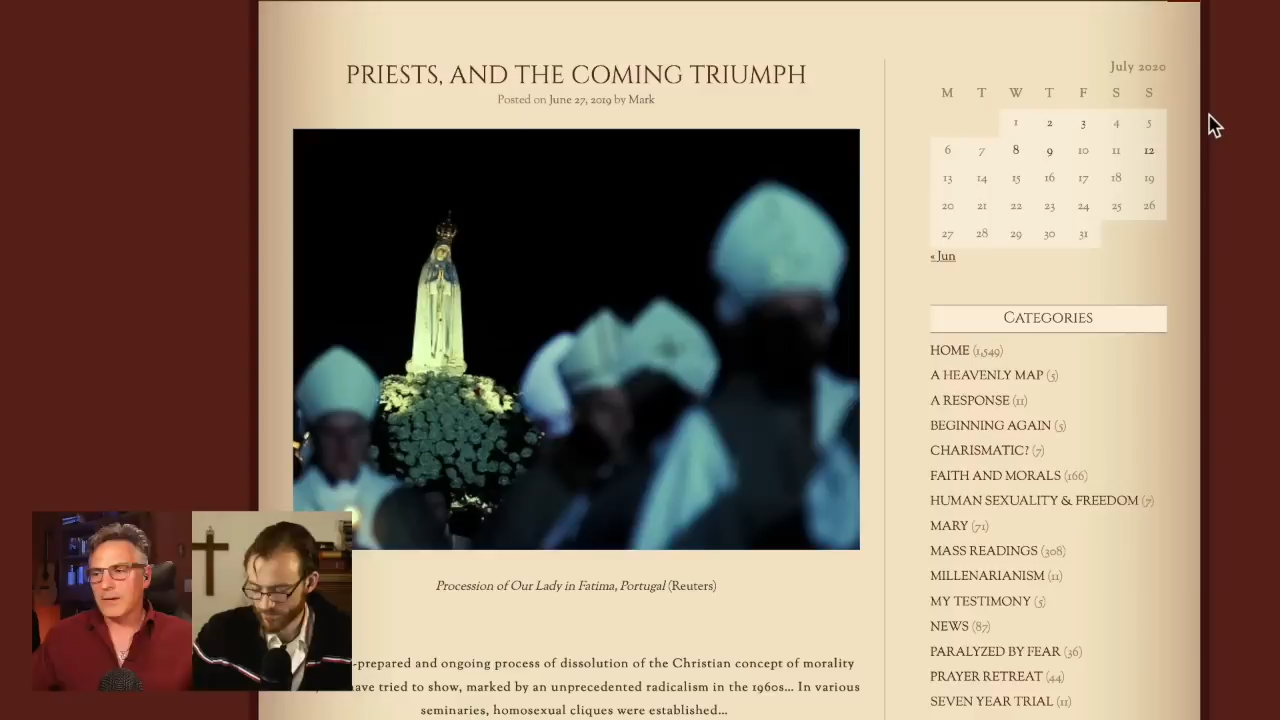 PRIESTS, AND THE COMING TRIUMPH
Posted on June 27, 2019 by Mark
Procession of Our Lady in Fatima, Portugal (Reuters)
-prepared and ongoing process of dissolution of the Christian concept of morality
have tried to show, marked by an unprecedented radicalism in the 1960s... In various
seminaries, homosexual cliques were established...
July 2020
M T W T F S S
1 2 3 4 5
6 7 8 9 10 11 12
13 14 15 16 17 18 19
20 21 22 23 24 25 26
27 28 29 30 31
« Jun
CATEGORIES
HOME (1,549)
A HEAVENLY MAP (5)
A RESPONSE (11)
BEGINNING AGAIN (5)
CHARISMATIC? (7)
FAITH AND MORALS (166)
HUMAN SEXUALITY & FREEDOM (7)
MARY (71)
MASS READINGS (308)
MILLENARIANISM (11)
MY TESTIMONY (5)
NEWS (87)
PARALYZED BY FEAR (36)
PRAYER RETREAT (44)
SEVEN YEAR TRIAL (11)